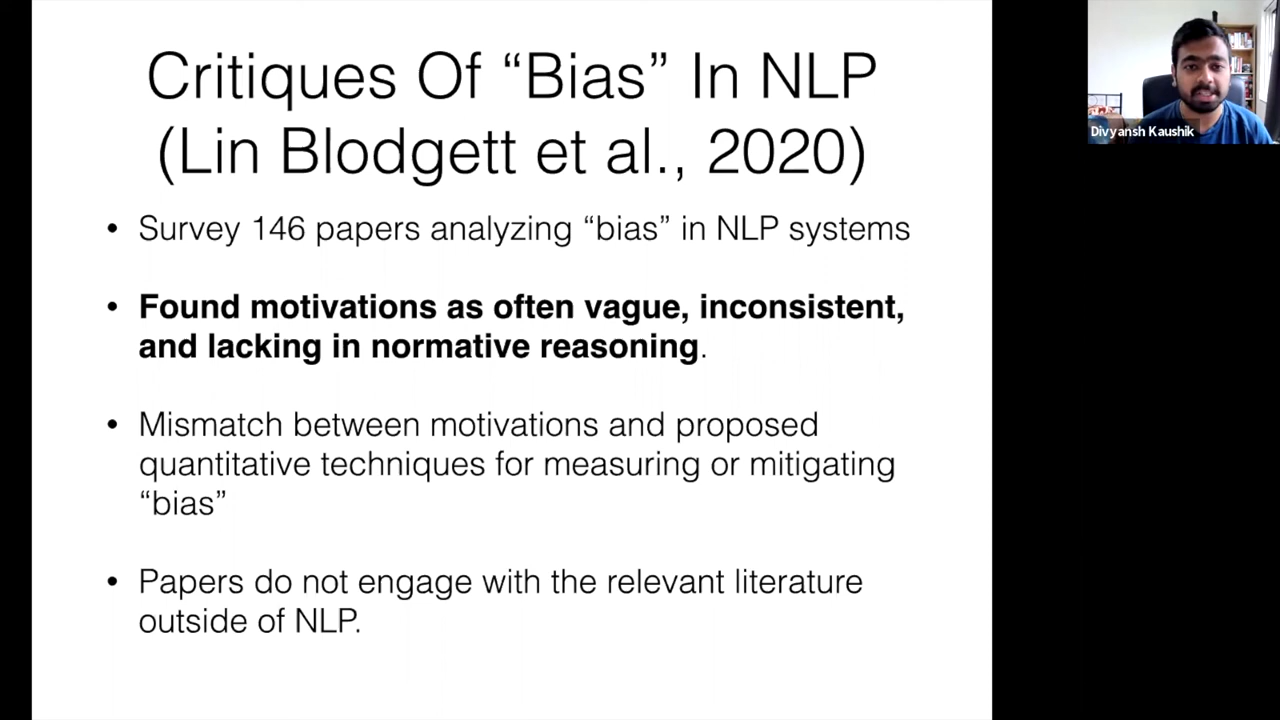 Critiques Of “Bias” In NLP
(Lin Blodgett et al., 2020)
• Survey 146 papers analyzing “bias” in NLP systems
• Found motivations as often vague, inconsistent,
and lacking in normative reasoning.
• Mismatch between motivations and proposed
quantitative techniques for measuring or mitigating
“bias”
• Papers do not engage with the relevant literature
outside of NLP.
Divyansh Kaushik